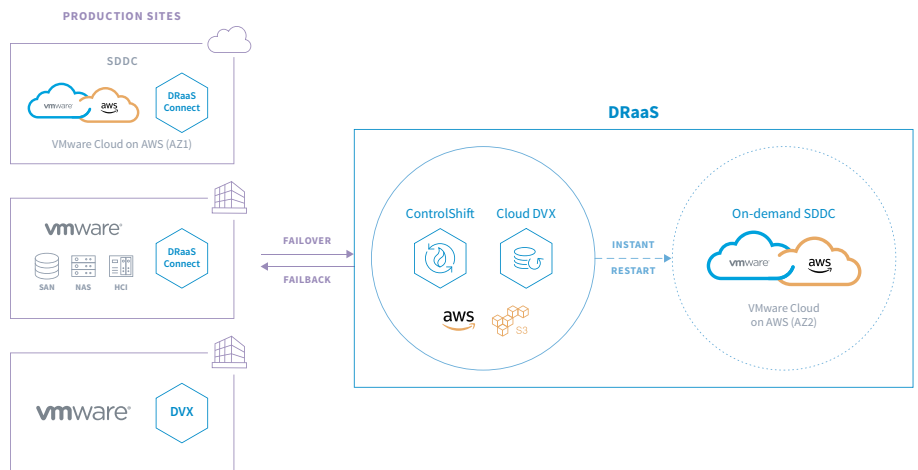 PRODUCTION SITES
SDDC
vmware
aws
DRaaS
Connect
VMware Cloud on AWS (AZ1)
vmware®
DRaaS
Connect
SAN
NAS
HCI
vmware®
DVX
FAILOVER
FAILBACK
DRaaS
ControlShift
Cloud DVX
aws
S3
INSTANT
RESTART
On-demand SDDC
vmware
aws
VMware Cloud
on AWS (AZ2)